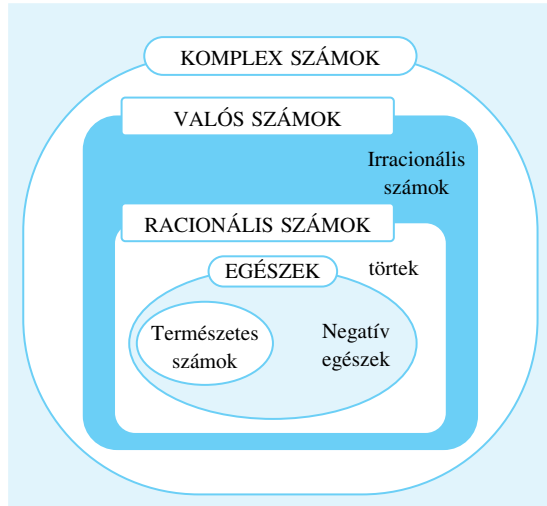 KOMPLEX SZÁMOK
VALÓS SZÁMOK
Irracionális
számok
RACIONÁLIS SZÁMOK
EGÉSZEK
törtek
Természetes
számok
Negatív
egészek